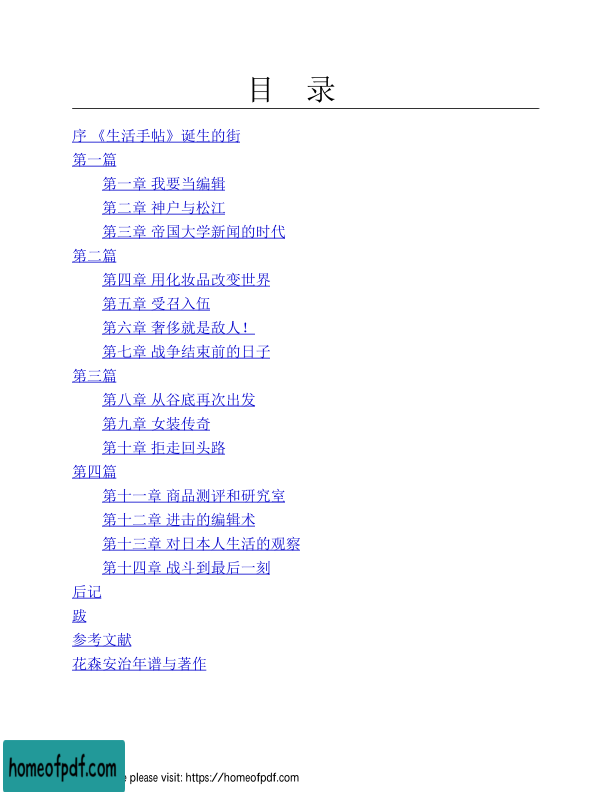 目 录
序 《生活手帖》诞生的街
第一篇
第一章 我要当编辑
第二章 神户与松江
第三章 帝国大学新闻的时代
第二篇
第四章 用化妆品改变世界
第五章 受召入伍
第六章 奢侈就是敌人！
第七章 战争结束前的日子
第三篇
第八章 从谷底再次出发
第九章 女装传奇
第十章 拒走回头路
第四篇
第十一章 商品测评和研究室
第十二章 进击的编辑术
第十三章 对日本人生活的观察
第十四章 战斗到最后一刻
后记
跋
参考文献
花森安治年谱与著作
homeofpdf.com
e please visit: https://homeofpdf.com